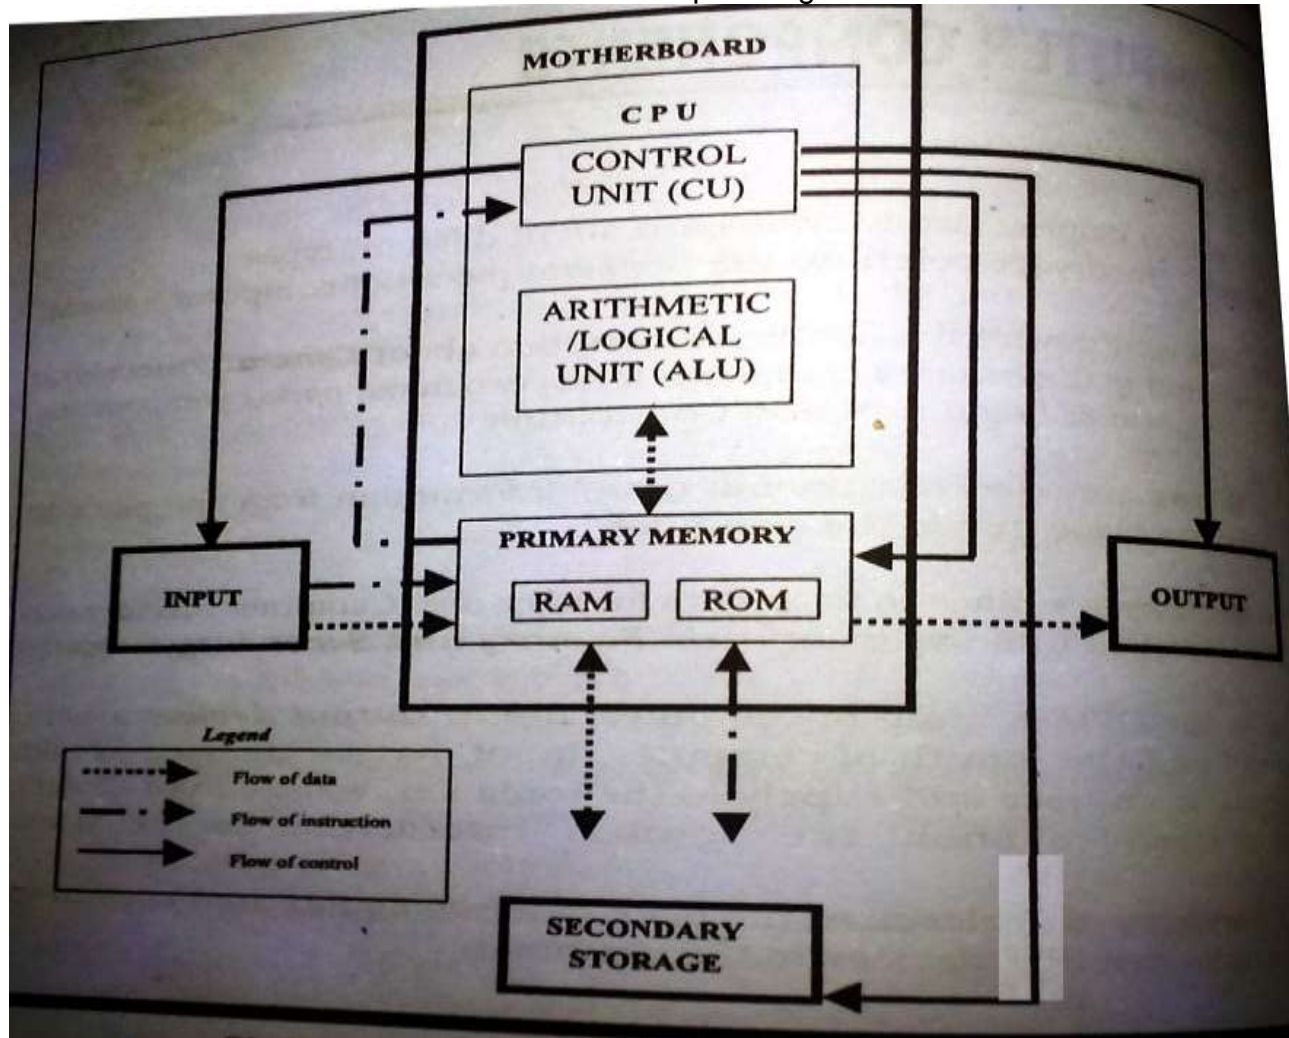 MOTHERBOARD
C P U
CONTROL
UNIT (CU)
ARITHMETIC
/LOGICAL
UNIT (ALU)
PRIMARY MEMORY
RAM
ROM
INPUT
OUTPUT
Legend
Flow of data
Flow of instruction
Flow of control
SECONDARY
STORAGE